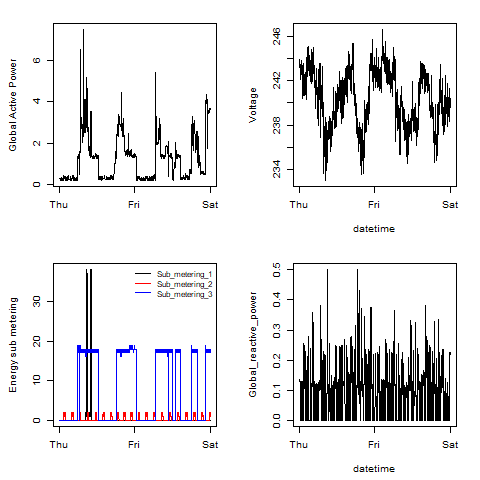 Global Active Power
0
2
4
6
Thu
Fri
Sat
Voltage
234
238
242
246
Thu
Fri
Sat
datetime
Energy sub metering
0
10
20
30
Sub_metering_1
Sub_metering_2
Sub_metering_3
Thu
Fri
Sat
Global_reactive_power
0.0
0.1
0.2
0.3
0.4
0.5
Thu
Fri
Sat
datetime